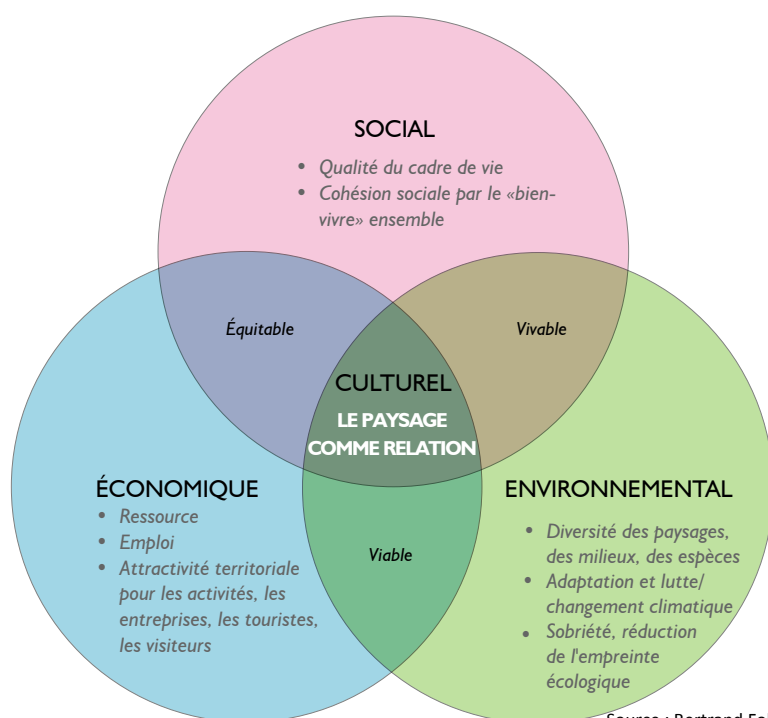 SOCIAL
• Qualité du cadre de vie
• Cohésion sociale par le «bien-
vivre» ensemble
Équitable
Vivable
CULTUREL
LE PAYSAGE
COMME RELATION
ÉCONOMIQUE
• Ressource
• Emploi
• Attractivité territoriale
pour les activités, les
entreprises, les touristes,
les visiteurs
ENVIRONNEMENTAL
• Diversité des paysages,
des milieux, des espèces
• Adaptation et lutte/
changement climatique
• Sobriété, réduction
de l'empreinte
écologique
Viable
Source : Bertrand